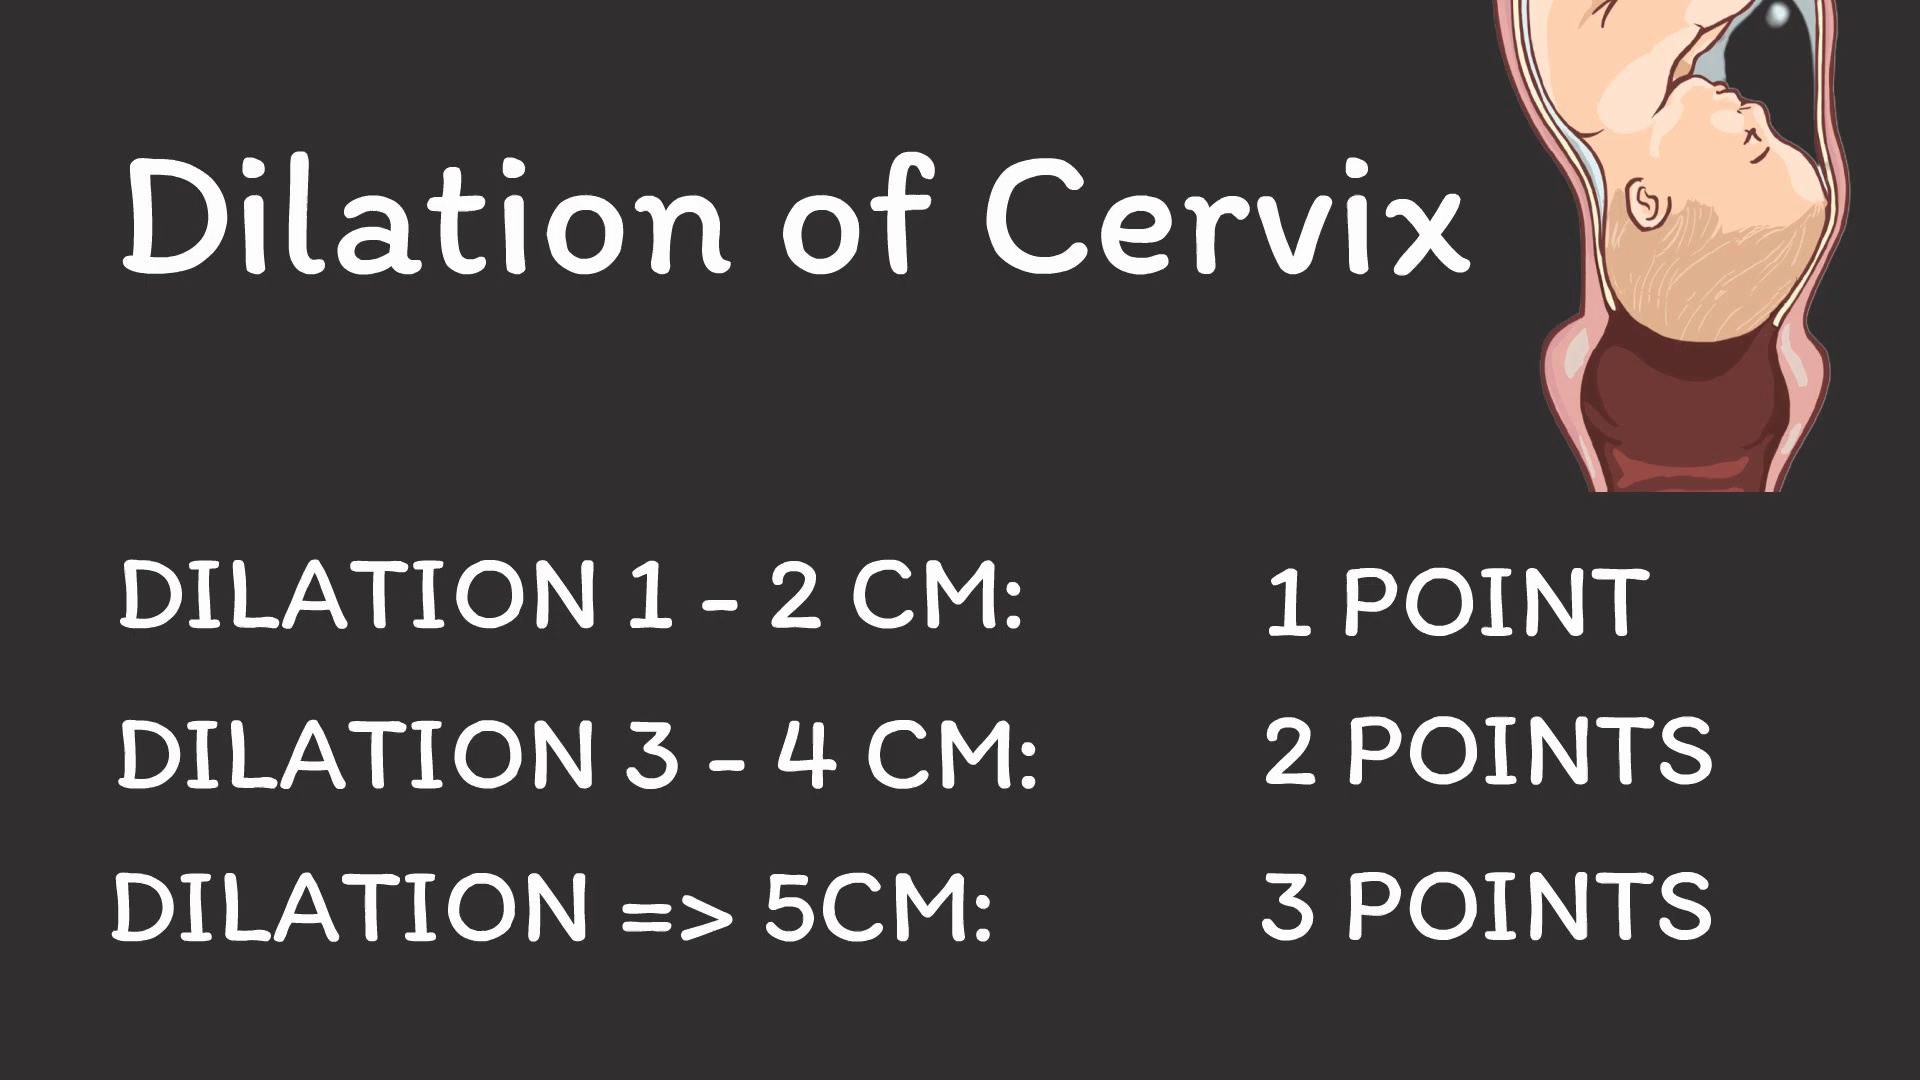 Dilation of Cervix
DILATION 1 - 2 CM: 1 POINT
DILATION 3 - 4 CM: 2 POINTS
DILATION => 5CM: 3 POINTS